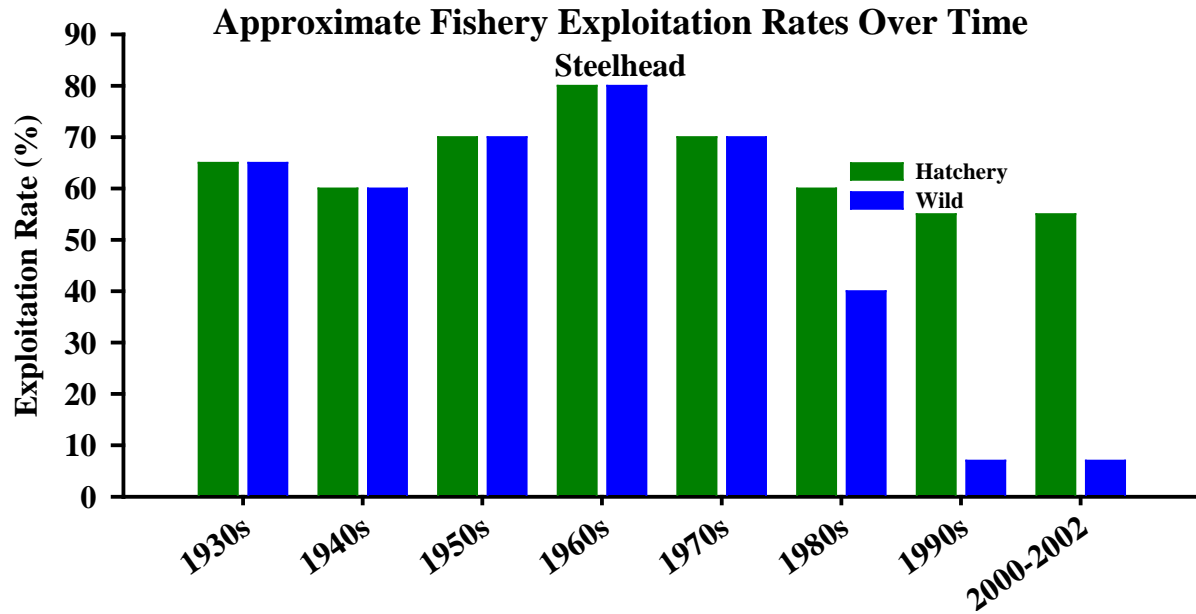 Approximate Fishery Exploitation Rates Over Time
Steelhead
Exploitation Rate (%)
90
80
70
60
50
40
30
20
10
0
Hatchery
Wild
1930s
1940s
1950s
1960s
1970s
1980s
1990s
2000-2002